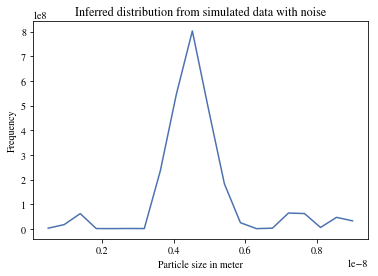 Inferred distribution from simulated data with noise
1e8
8
7
6
5
4
3
2
1
0
Frequency
0.2 0.4 0.6 0.8
Particle size in meter
1e−8